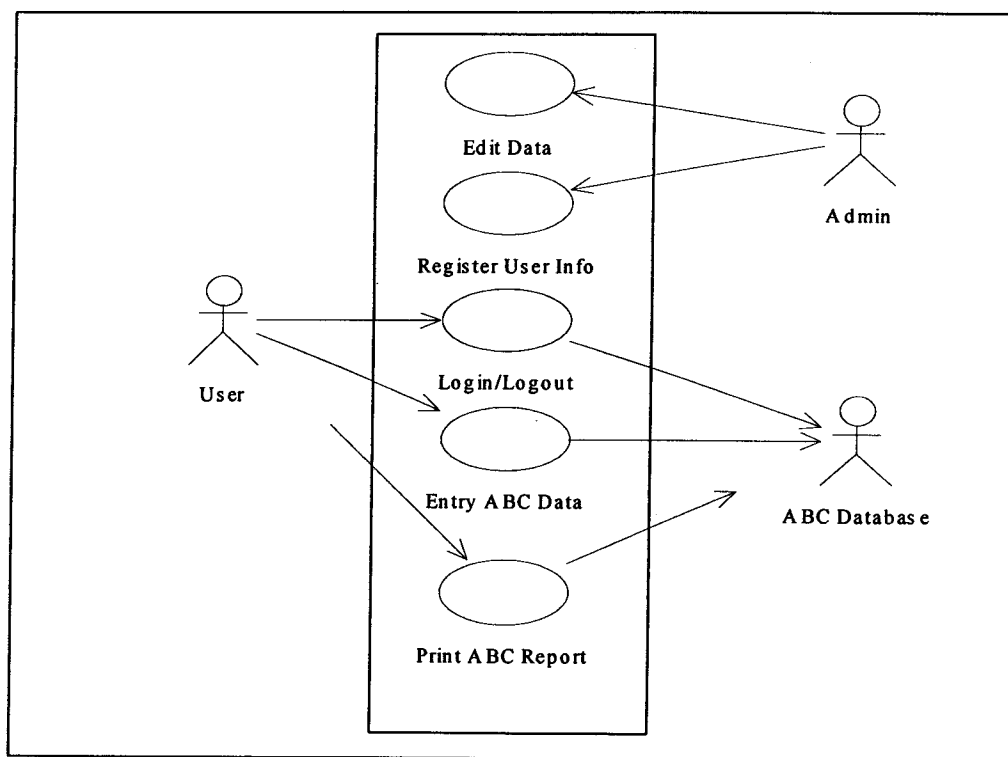 Edit Data
Admin
Register User Info
Login/Logout
User
Entry ABC Data
ABC Database
Print ABC Report